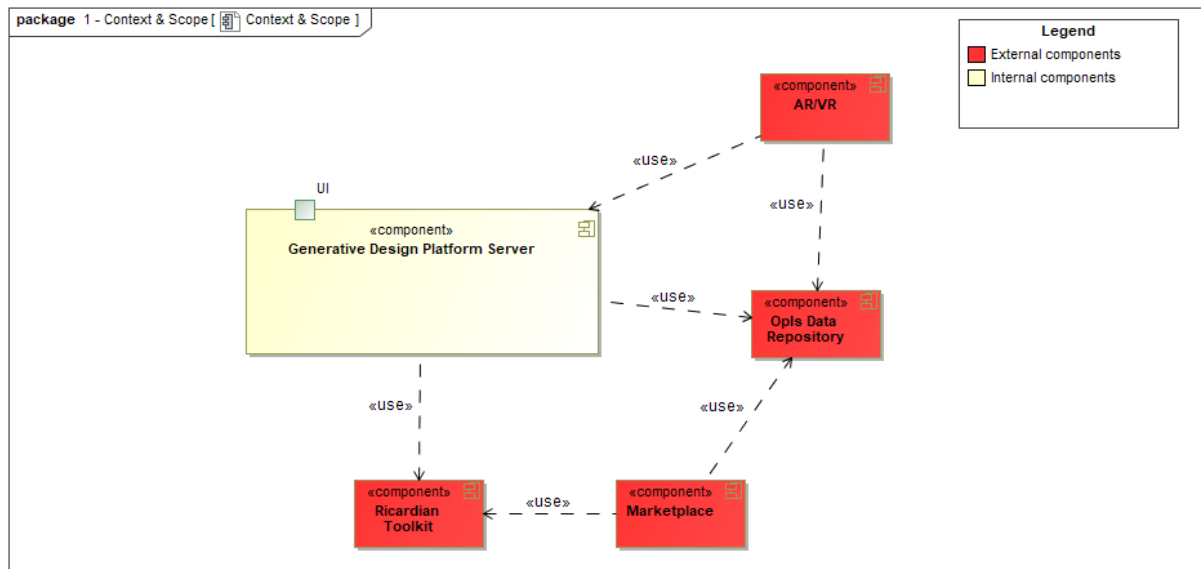 package 1 - Context & Scope [ Context & Scope ]
Legend
External components
Internal components
«component»
AR/VR
«use»
«use»
UI
«component»
Generative Design Platform Server
«use»
«component»
OpIs Data
Repository
«use»
«use»
«component»
Ricardian
Toolkit
«use»
«component»
Marketplace